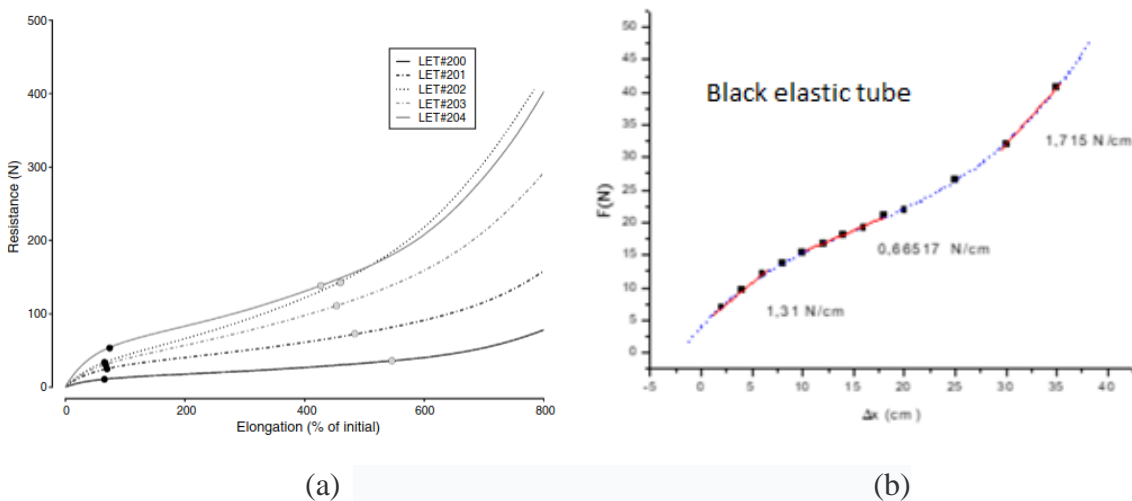 500
400
300
200
100
0
Resistance (N)
LET#200
LET#201
LET#202
LET#203
LET#204
0 200 400 600 800
Elongation (% of initial)
(a)
50
45
40
35
30
25
20
15
10
5
0
F(N)
Black elastic tube
1,715 N/cm
0,66517 N/cm
1,31 N/cm
-5 0 5 10 15 20 25 30 35 40
Δx (cm)
(b)